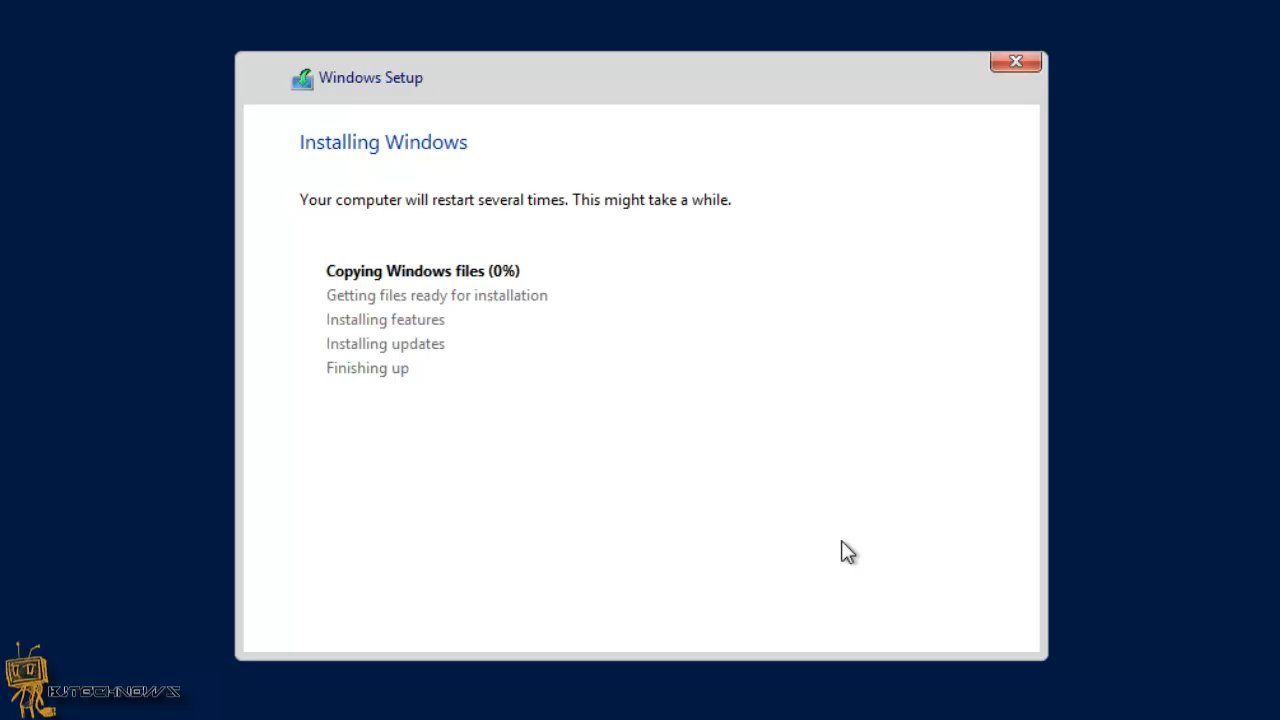 Windows Setup
Installing Windows
Your computer will restart several times. This might take a while.
Copying Windows files (0%)
Getting files ready for installation
Installing features
Installing updates
Finishing up